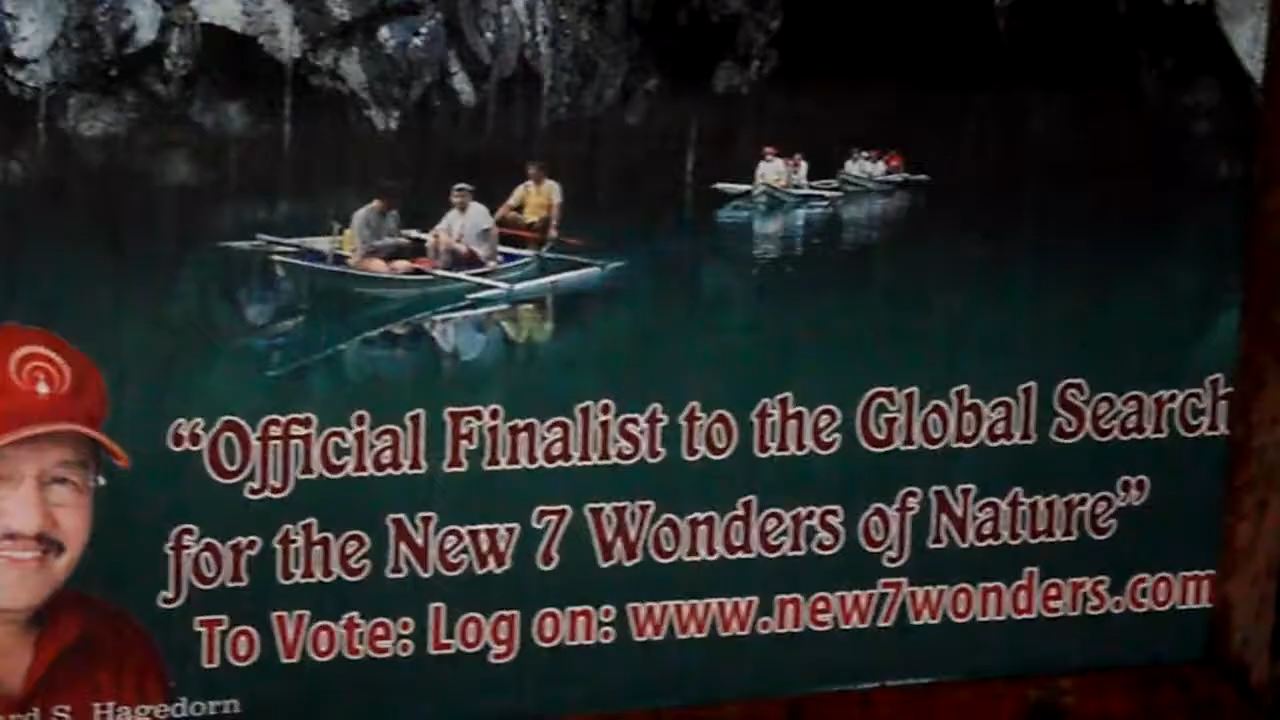 “Official Finalist to the Global Search
for the New 7 Wonders of Nature”
To Vote: Log on: www.new7wonders.com
ard S. Hagedorn